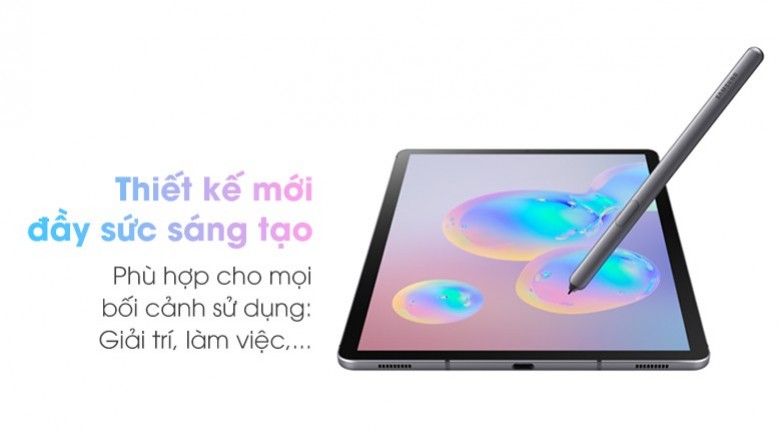 Thiết kế mới
đầy sức sáng tạo
Phù hợp cho mọi
bối cảnh sử dụng:
Giải trí, làm việc,...
SAMSUNG